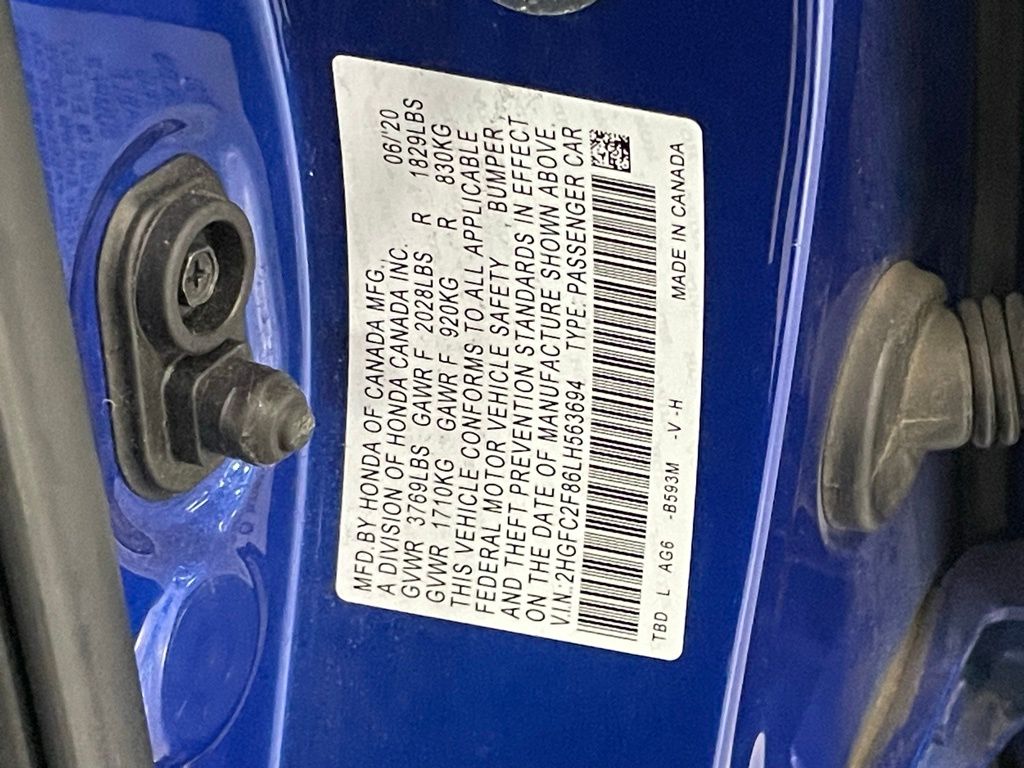 MFD.BY HONDA OF CANADA MFG., 06/'20
A DIVISION OF HONDA CANADA INC.
GVWR 3769LBS GAWR F 2028LBS R 1829LBS
GVWR 1710KG GAWR F 920KG R 830KG
THIS VEHICLE CONFORMS TO ALL APPLICABLE
FEDERAL MOTOR VEHICLE SAFETY, BUMPER,
AND THEFT PREVENTION STANDARDS IN EFFECT
ON THE DATE OF MANUFACTURE SHOWN ABOVE.
V.I.N.:2HGFC2F86LH563694 TYPE:PASSENGER CAR
TBD L AG6 -B593M -V-H MADE IN CANADA